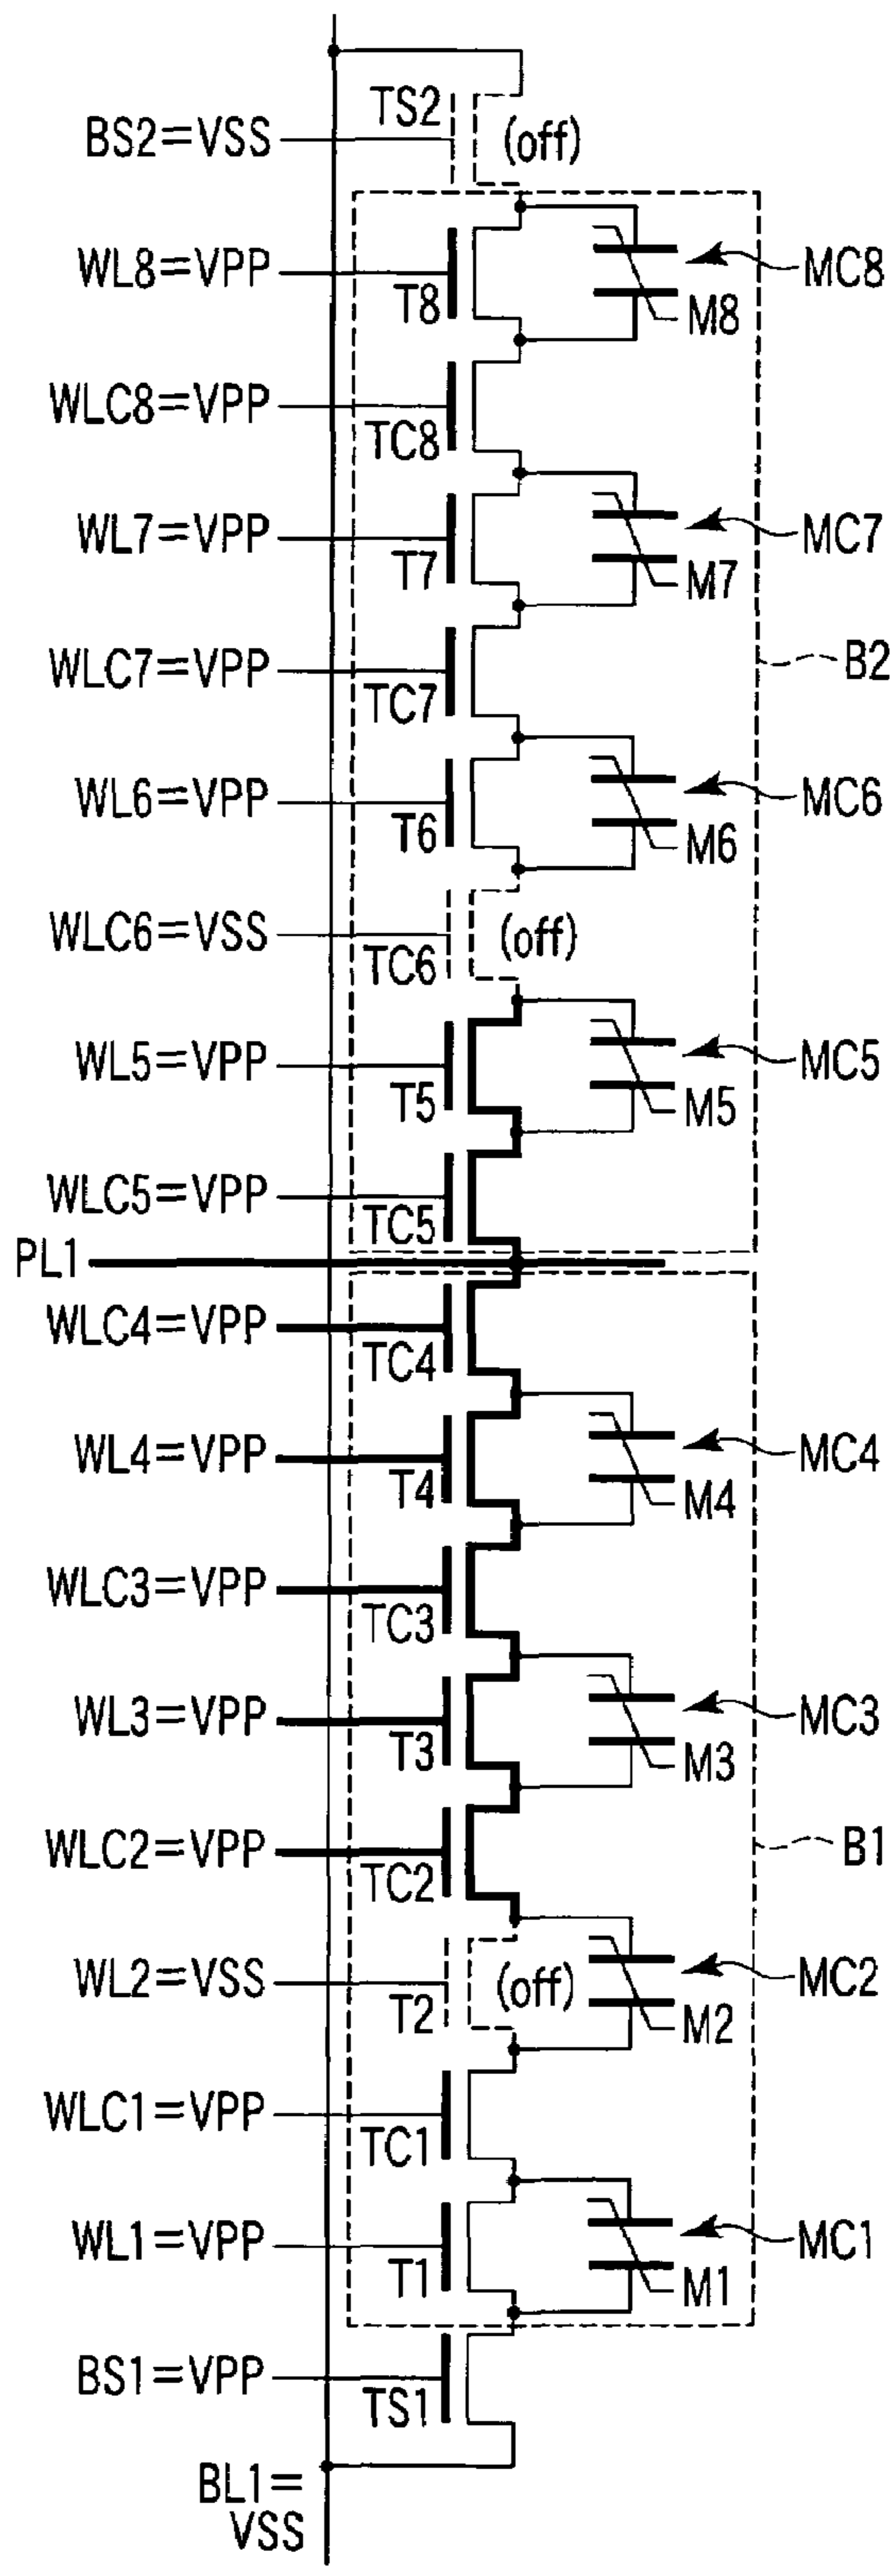 TS2
BS2=VSS
(off)
WL8=VPP
T8
MC8
M8
WLC8=VPP
TC8
WL7=VPP
T7
MC7
M7
WLC7=VPP
TC7
B2
WL6=VPP
T6
MC6
M6
WLC6=VSS
TC6
(off)
WL5=VPP
T5
MC5
M5
WLC5=VPP
TC5
PL1
WLC4=VPP
TC4
WL4=VPP
T4
MC4
M4
WLC3=VPP
TC3
WL3=VPP
T3
MC3
M3
WLC2=VPP
TC2
B1
WL2=VSS
T2
(off)
MC2
M2
WLC1=VPP
TC1
WL1=VPP
T1
MC1
M1
BS1=VPP
TS1
BL1=
VSS